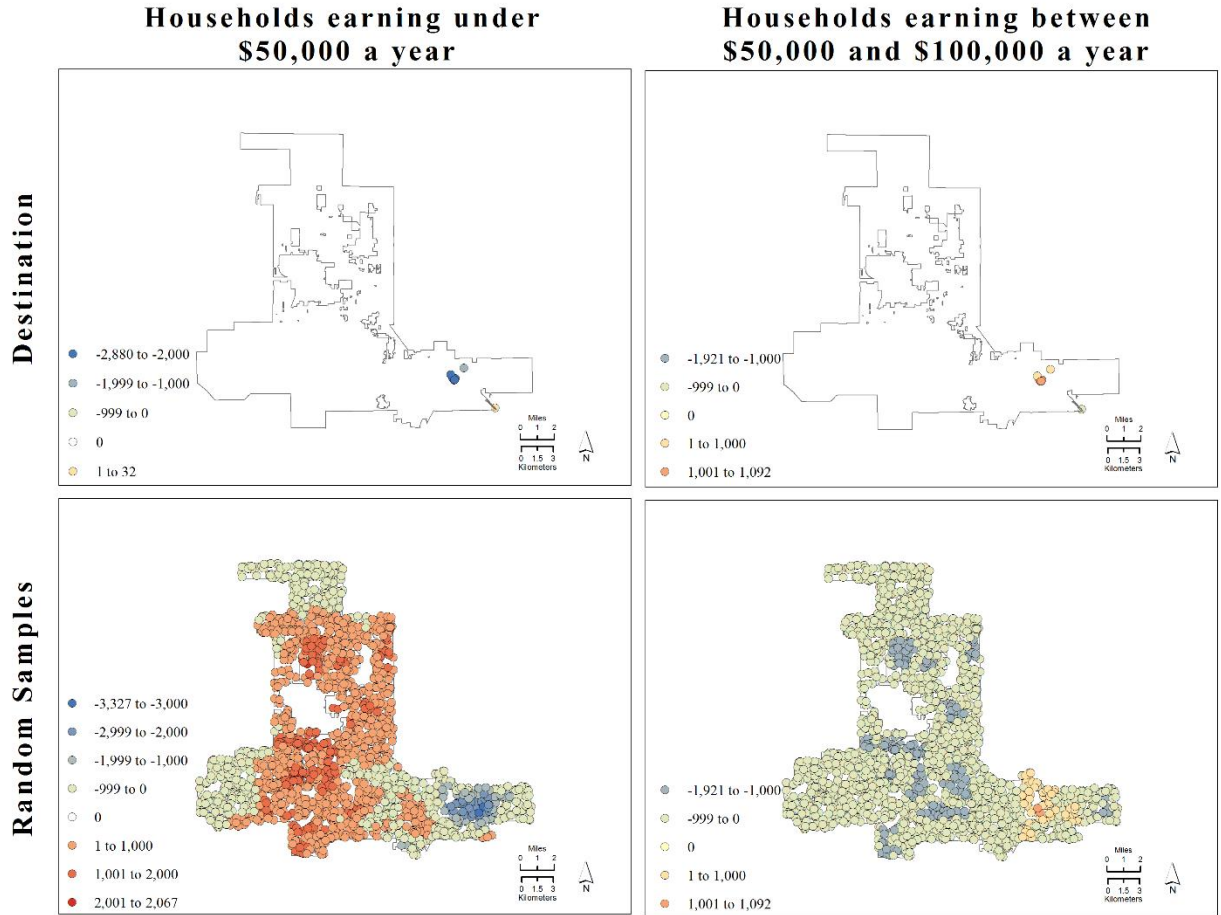 Households earning under
$50,000 a year
Households earning between
$50,000 and $100,000 a year
Destination
-2,880 to -2,000
-1,999 to -1,000
-999 to 0
0
1 to 32
Miles
0 1 2
0 1.5 3
Kilometers
N
-1,921 to -1,000
-999 to 0
0
1 to 1,000
1,001 to 1,092
Miles
0 1 2
0 1.5 3
Kilometers
N
Random Samples
-3,327 to -3,000
-2,999 to -2,000
-1,999 to -1,000
-999 to 0
0
1 to 1,000
1,001 to 2,000
2,001 to 2,067
Miles
0 1 2
0 1.5 3
Kilometers
N
-1,921 to -1,000
-999 to 0
0
1 to 1,000
1,001 to 1,092
Miles
0 1 2
0 1.5 3
Kilometers
N